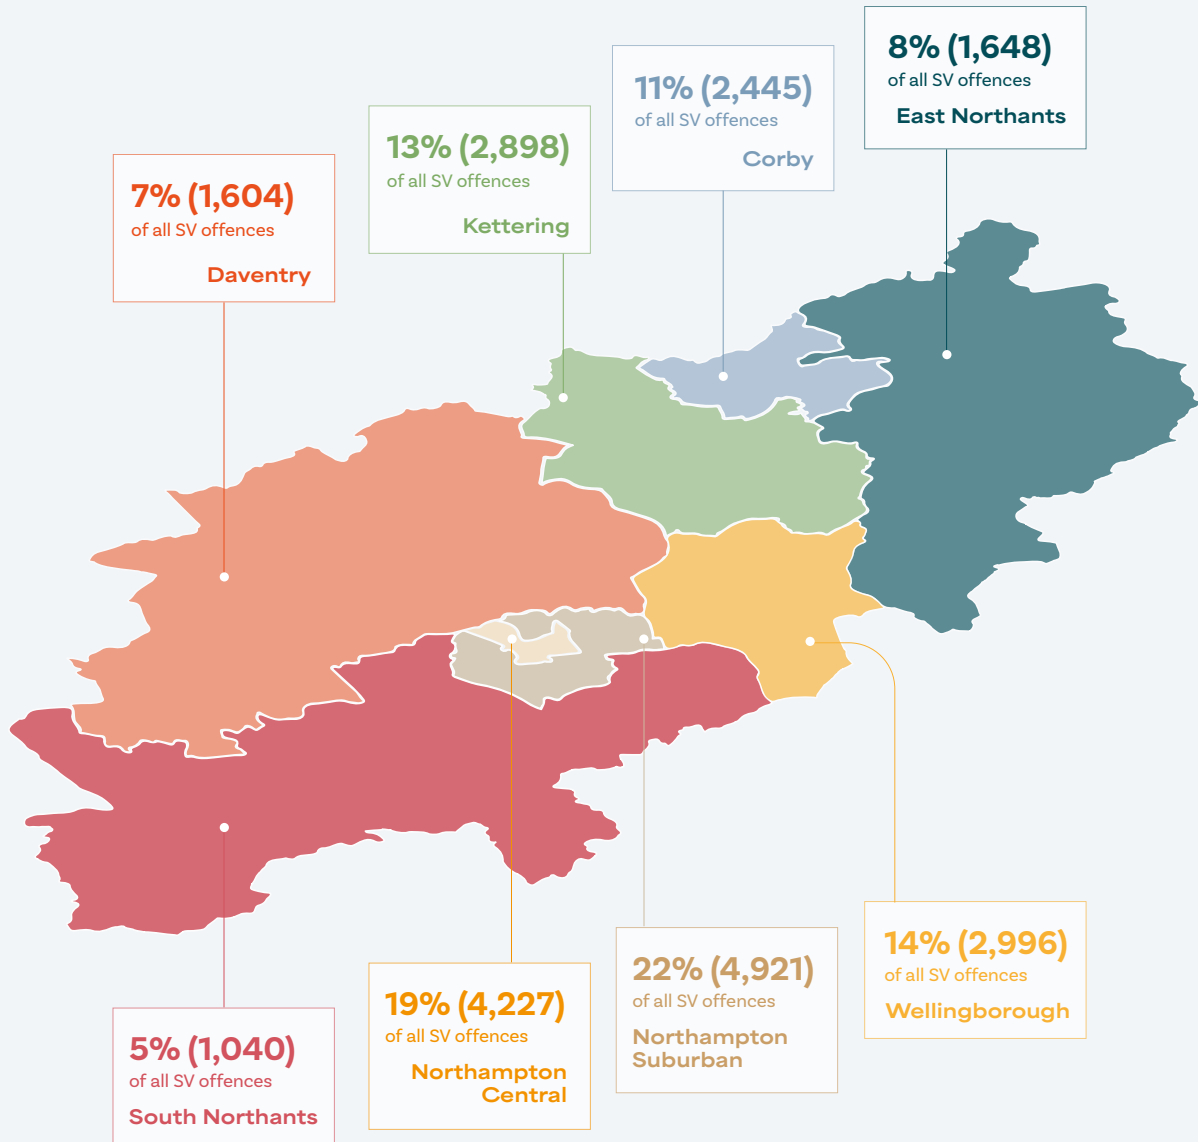 8% (1,648)
of all SV offences
East Northants
11% (2,445)
of all SV offences
Corby
13% (2,898)
of all SV offences
Kettering
7% (1,604)
of all SV offences
Daventry
14% (2,996)
of all SV offences
Wellingborough
22% (4,921)
of all SV offences
Northampton
Suburban
19% (4,227)
of all SV offences
Northampton
Central
5% (1,040)
of all SV offences
South Northants